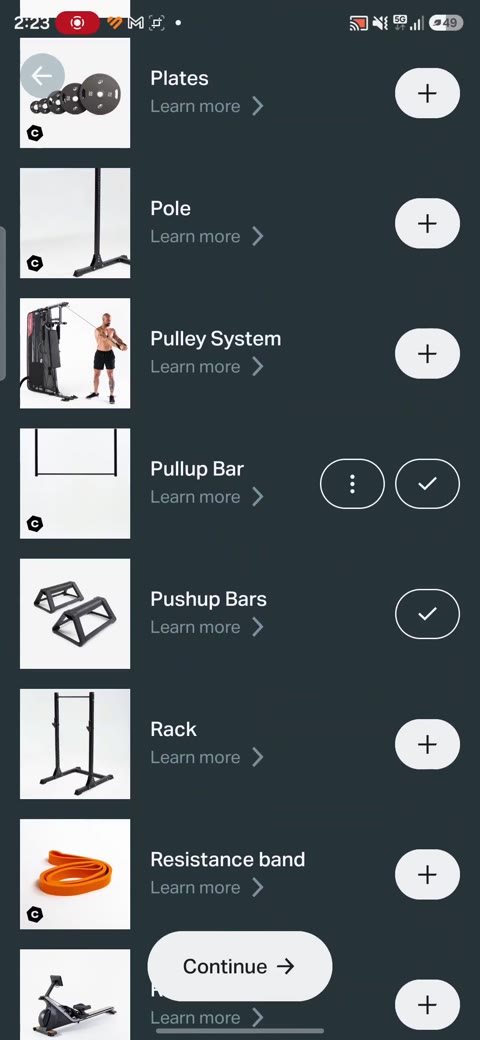 2:23
5G
49
Plates
Learn more
Pole
Learn more
Pulley System
Learn more
Pullup Bar
Learn more
Pushup Bars
Learn more
Rack
Learn more
Resistance band
Learn more
Continue →
Learn more